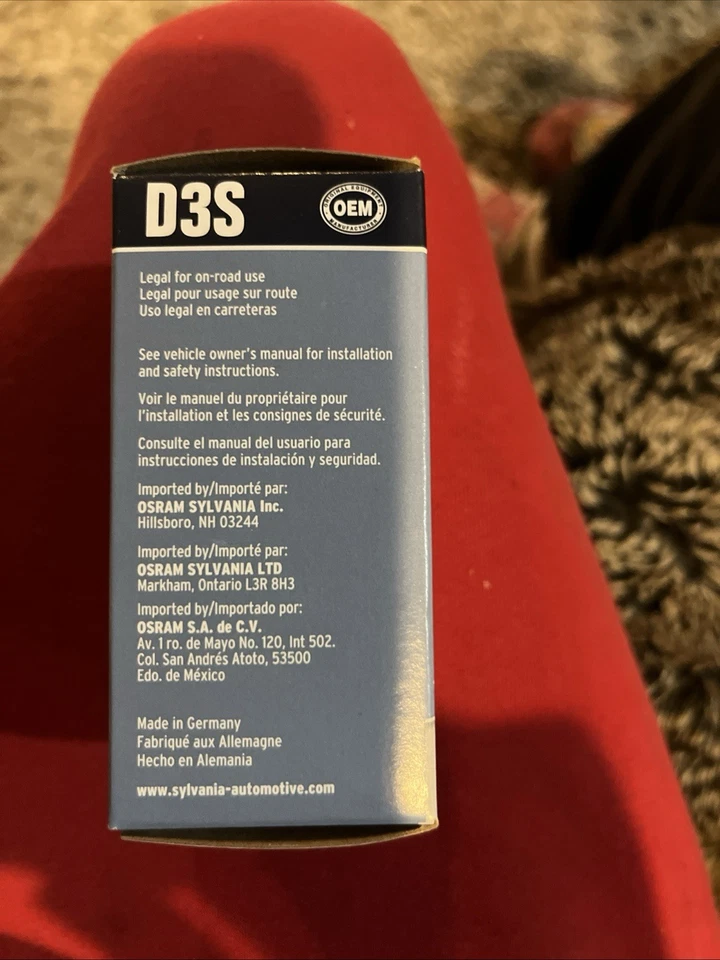 D3S
ORIGINAL EQUIPMENT
OEM
MANUFACTURER
Legal for on-road use
Legal pour usage sur route
Uso legal en carreteras
See vehicle owner's manual for installation
and safety instructions.
Voir le manuel du propriétaire pour
l'installation et les consignes de sécurité.
Consulte el manual del usuario para
instrucciones de instalación y seguridad.
Imported by/Importé par:
OSRAM SYLVANIA Inc.
Hillsboro, NH 03244
Imported by/Importé par:
OSRAM SYLVANIA LTD
Markham, Ontario L3R 8H3
Imported by/Importado por:
OSRAM S.A. de C.V.
Av. 1 ro. de Mayo No. 120, Int 502.
Col. San Andrés Atoto, 53500
Edo. de México
Made in Germany
Fabriqué aux Allemagne
Hecho en Alemania
www.sylvania-automotive.com